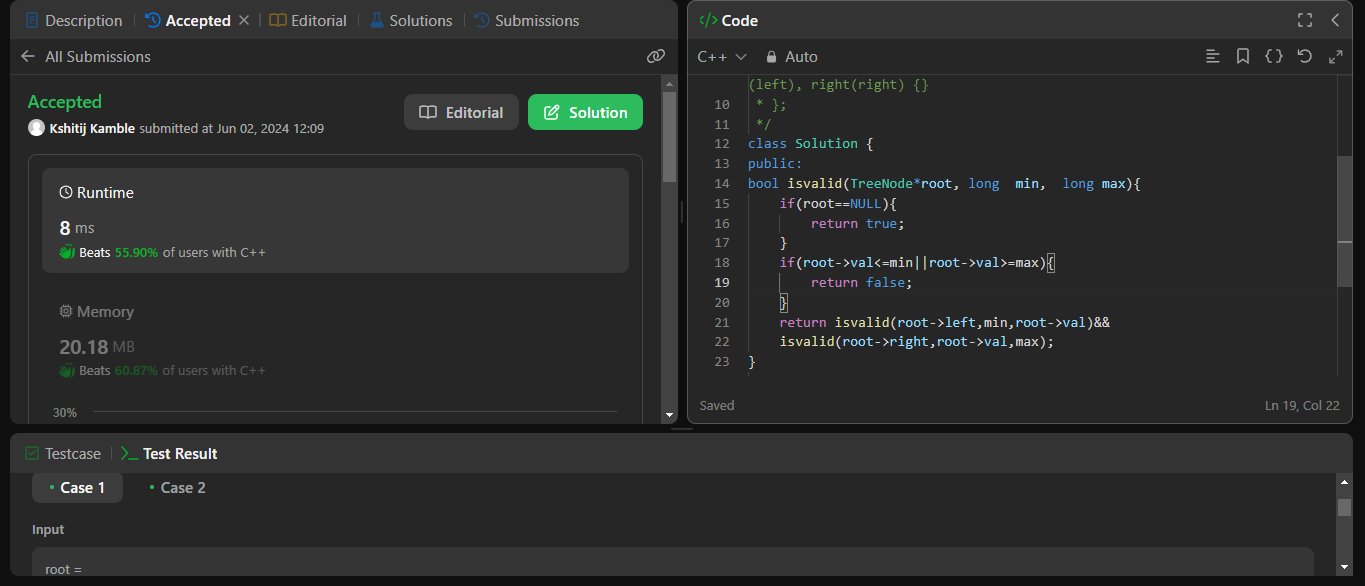 Description
Accepted
Editorial
Solutions
Submissions
All Submissions
Accepted
Kshitij Kamble submitted at Jun 02, 2024 12:09
Editorial
Solution
Runtime
8 ms
Beats 55.90% of users with C++
Memory
20.18 MB
Beats 60.87% of users with C++
30%
</> Code
C++
Auto
(left), right(right) {}
10 * };
11 */
12 class Solution {
13 public:
14 bool isvalid(TreeNode*root, long  min,  long max){
15     if(root==NULL){
16         return true;
17     }
18     if(root->val<=min||root->val>=max){
19         return false;
20     }
21     return isvalid(root->left,min,root->val)&&
22     isvalid(root->right,root->val,max);
23 }
Saved
Ln 19, Col 22
Testcase
Test Result
Case 1
Case 2
Input
root =